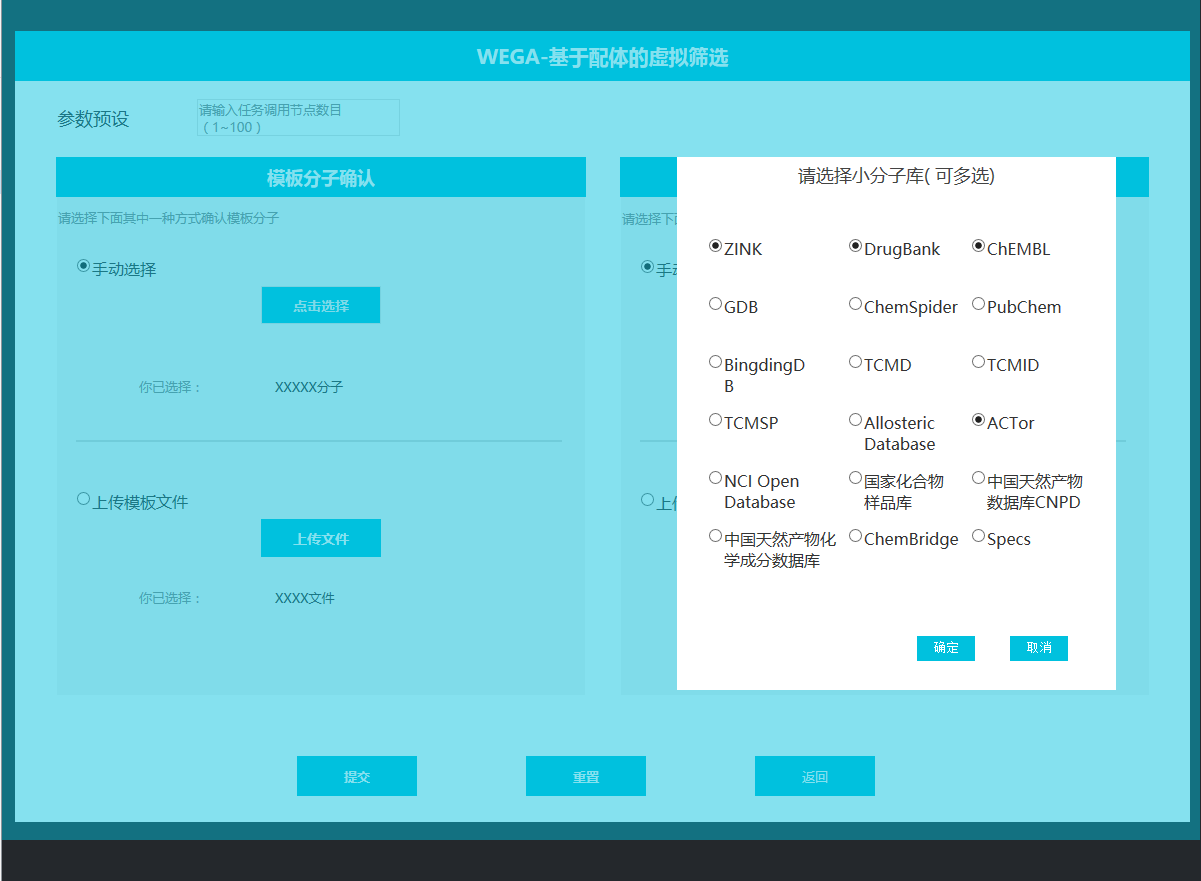 WEGA-基于配体的虚拟筛选
参数预设
请输入任务调用节点数目
（1~100）
模板分子确认
请选择下面其中一种方式确认模板分子
手动选择
点击选择
你已选择：
XXXXX分子
上传模板文件
上传文件
你已选择：
XXXX文件
请选择下
手
上
请选择小分子库( 可多选)
ZINK
DrugBank
ChEMBL
GDB
ChemSpider
PubChem
BingdingD
B
TCMD
TCMID
TCMSP
Allosteric
Database
ACTor
NCI Open
Database
国家化合物
样品库
中国天然产物
数据库CNPD
中国天然产物化
学成分数据库
ChemBridge
Specs
确定
取消
提交
重置
返回